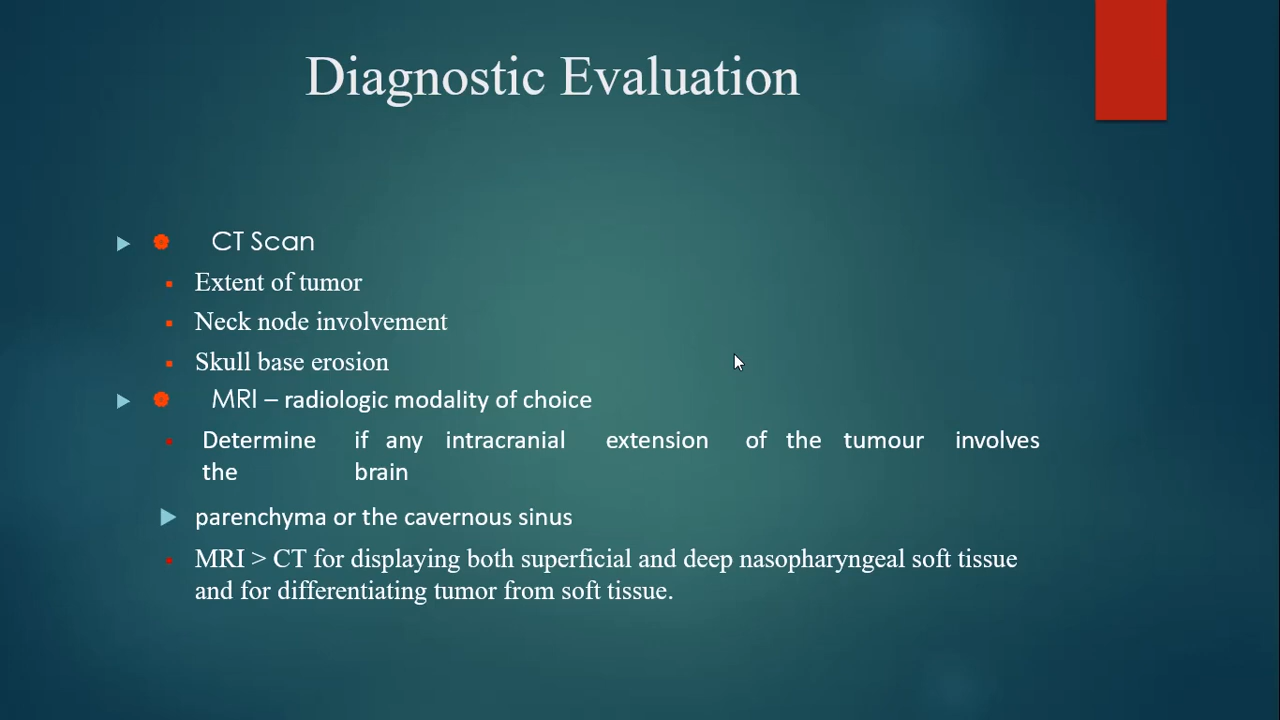 Diagnostic Evaluation
CT Scan
Extent of tumor
Neck node involvement
Skull base erosion
MRI – radiologic modality of choice
Determine if any intracranial extension of the tumour involves
the brain
parenchyma or the cavernous sinus
MRI > CT for displaying both superficial and deep nasopharyngeal soft tissue
and for differentiating tumor from soft tissue.